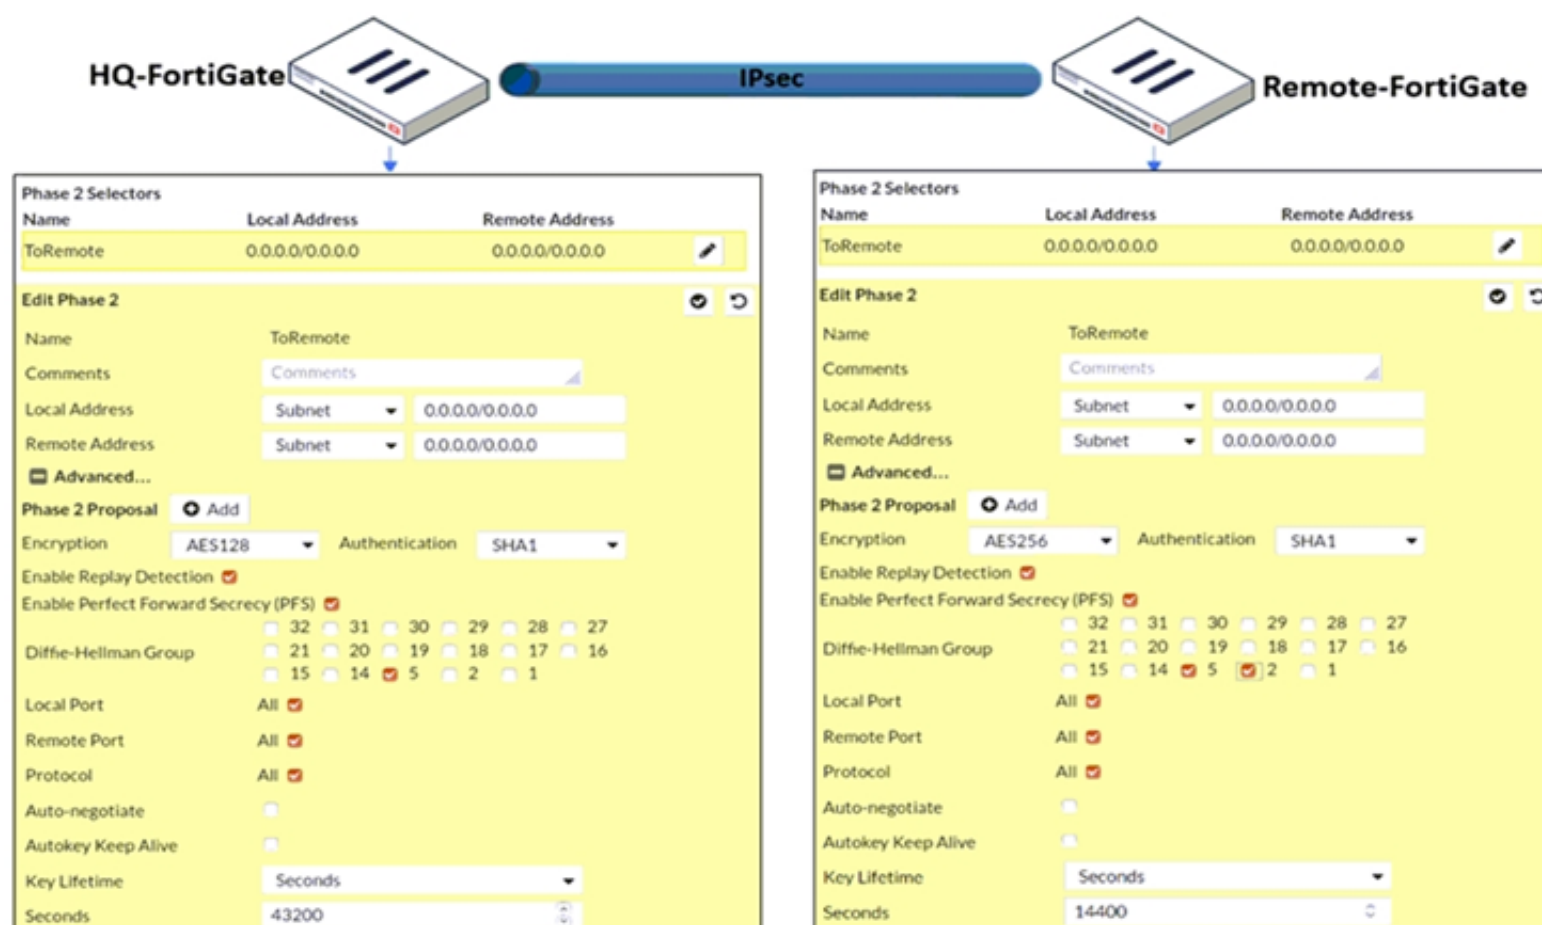 HQ-FortiGate
IPsec
Remote-FortiGate
Phase 2 Selectors
Name Local Address Remote Address
ToRemote 0.0.0.0/0.0.0.0 0.0.0.0/0.0.0.0
Edit Phase 2
Name ToRemote
Comments Comments
Local Address Subnet 0.0.0.0/0.0.0.0
Remote Address Subnet 0.0.0.0/0.0.0.0
Advanced...
Phase 2 Proposal Add
Encryption AES128 Authentication SHA1
Enable Replay Detection
Enable Perfect Forward Secrecy (PFS)
32 31 30 29 28 27
Diffie-Hellman Group 21 20 19 18 17 16
15 14 5 2 1
Local Port All
Remote Port All
Protocol All
Auto-negotiate
Autokey Keep Alive
Key Lifetime Seconds
Seconds 43200
Phase 2 Selectors
Name Local Address Remote Address
ToRemote 0.0.0.0/0.0.0.0 0.0.0.0/0.0.0.0
Edit Phase 2
Name ToRemote
Comments Comments
Local Address Subnet 0.0.0.0/0.0.0.0
Remote Address Subnet 0.0.0.0/0.0.0.0
Advanced...
Phase 2 Proposal Add
Encryption AES256 Authentication SHA1
Enable Replay Detection
Enable Perfect Forward Secrecy (PFS)
32 31 30 29 28 27
Diffie-Hellman Group 21 20 19 18 17 16
15 14 5 2 1
Local Port All
Remote Port All
Protocol All
Auto-negotiate
Autokey Keep Alive
Key Lifetime Seconds
Seconds 14400